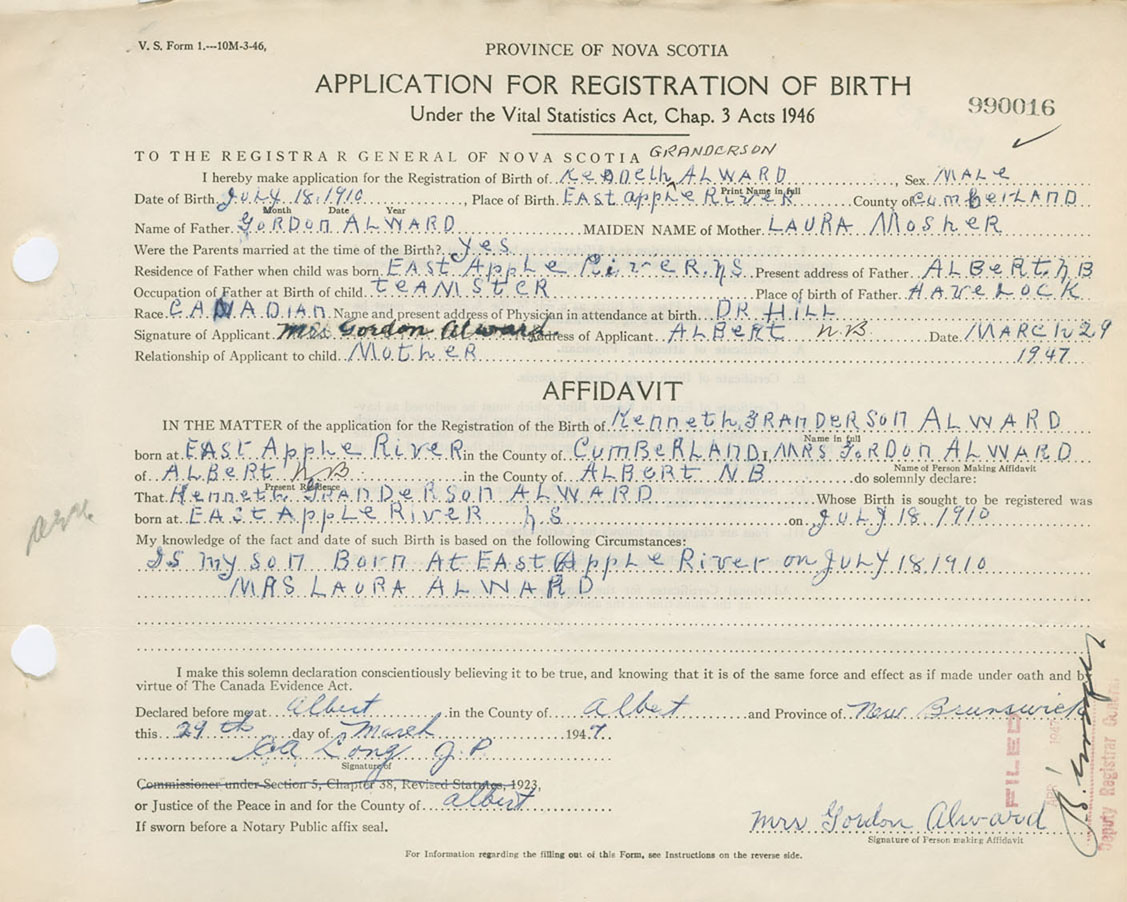 V. S. Form 1.---10M-3-46,
PROVINCE OF NOVA SCOTIA
APPLICATION FOR REGISTRATION OF BIRTH
990016
Under the Vital Statistics Act, Chap. 3 Acts 1946
TO THE REGISTRAR GENERAL OF NOVA SCOTIA GRANDERSON
I hereby make application for the Registration of Birth of Kenneth ALWARD, Sex MALe
Print Name in full
Date of Birth JULY 18.1910, Place of Birth EAST Apple RiveR County of CumberLAND
Month Date Year
Name of Father GORDON ALWARD MAIDEN NAME of Mother LAURA MosHeR
Were the Parents married at the time of the Birth? yes
Residence of Father when child was born EAST Apple RiveR. NS Present address of Father ALBERT. NB
Occupation of Father at Birth of child teAMSteR Place of birth of Father HAVELOCK
Race CANADIAN Name and present address of Physician in attendance at birth DR HILL
Signature of Applicant Mrs Gordon Alward Address of Applicant ALBERT N.B Date MARCH 29
Relationship of Applicant to child MotHeR 1947
AFFIDAVIT
IN THE MATTER of the application for the Registration of the Birth of Kenneth GRANDERSON ALWARD
Name in full
born at EAST Apple RiveR in the County of CumBeRLAND I, MRS GORDON ALWARD
Name of Person Making Affidavit
of ALBERT N B in the County of ALBERT N B do solemnly declare:
Present Residence
That Kenneth GRANDERSON ALWARD Whose Birth is sought to be registered was
born at EAST Apple RiveR N.S on JULY 18 1910
My knowledge of the fact and date of such Birth is based on the following Circumstances:
IS my son Born At EAST Apple River on JULY 18.1910
MRS LAURA ALWARD
I make this solemn declaration conscientiously believing it to be true, and knowing that it is of the same force and effect as if made under oath and by
virtue of The Canada Evidence Act.
Declared before me at Albert in the County of Albert and Province of New Brunswick
this 29th day of March 1947.
CA Long J.P.
Signature of
Commissioner under Section 5, Chapter 38, Revised Statutes, 1923,
or Justice of the Peace in and for the County of albert
If sworn before a Notary Public affix seal.
Mrs Gordon Alward
Signature of Person making Affidavit
For Information regarding the filling out of this Form, see Instructions on the reverse side.
FILED
APR 1 1947
Deputy Registrar General